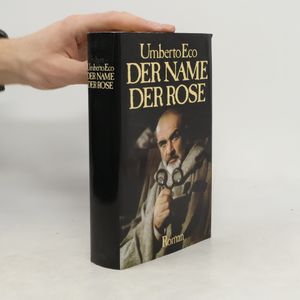 Umberto Eco
DER NAME
DER ROSE
Umberto Eco
DER NAME
DER ROSE
Roman